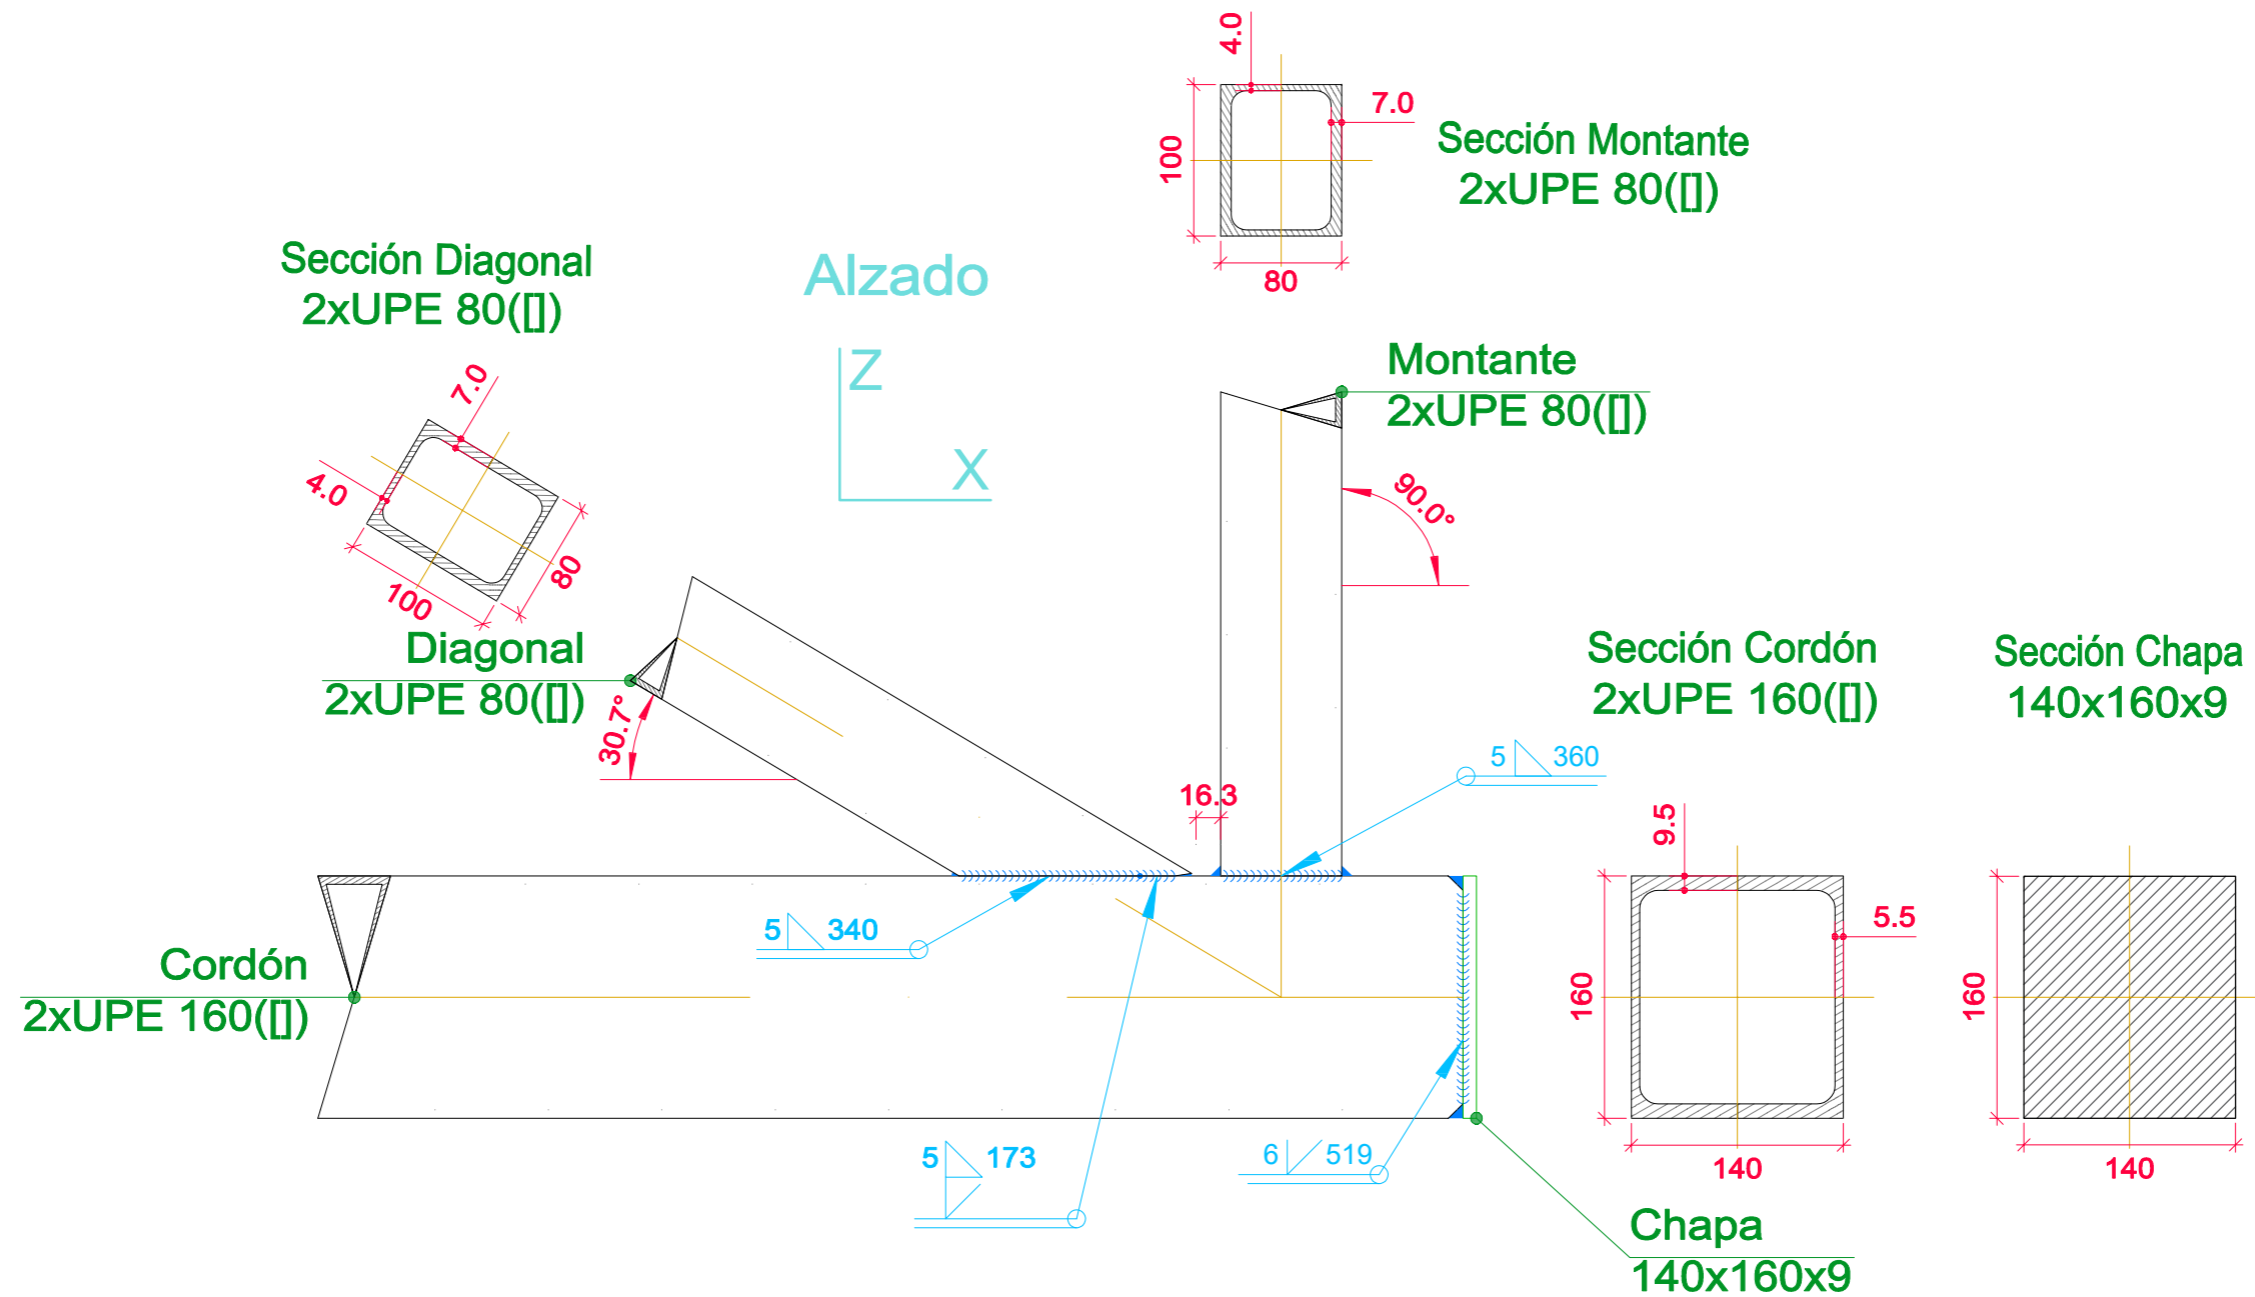 4.0
7.0
100
80
Sección Montante
2xUPE 80([])
Sección Diagonal
2xUPE 80([])
7.0
4.0
100
80
Alzado
Z
X
Montante
2xUPE 80([])
90.0°
Diagonal
2xUPE 80([])
30.7°
16.3
5 360
Sección Cordón
2xUPE 160([])
9.5
5.5
160
140
Sección Chapa
140x160x9
160
140
5 340
Cordón
2xUPE 160([])
5 173
6 519
Chapa
140x160x9